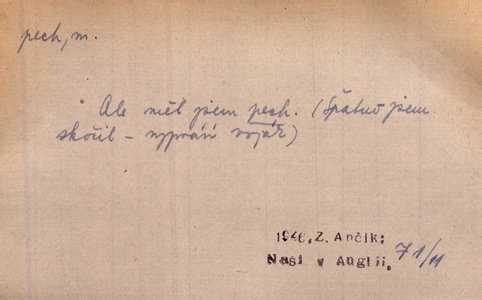 pech, m.
Ale měl jsem pech. (Špatně jsem
skočil – vypráví voják)
1946, Z. Ančík:
Naši v Anglii, 71/11